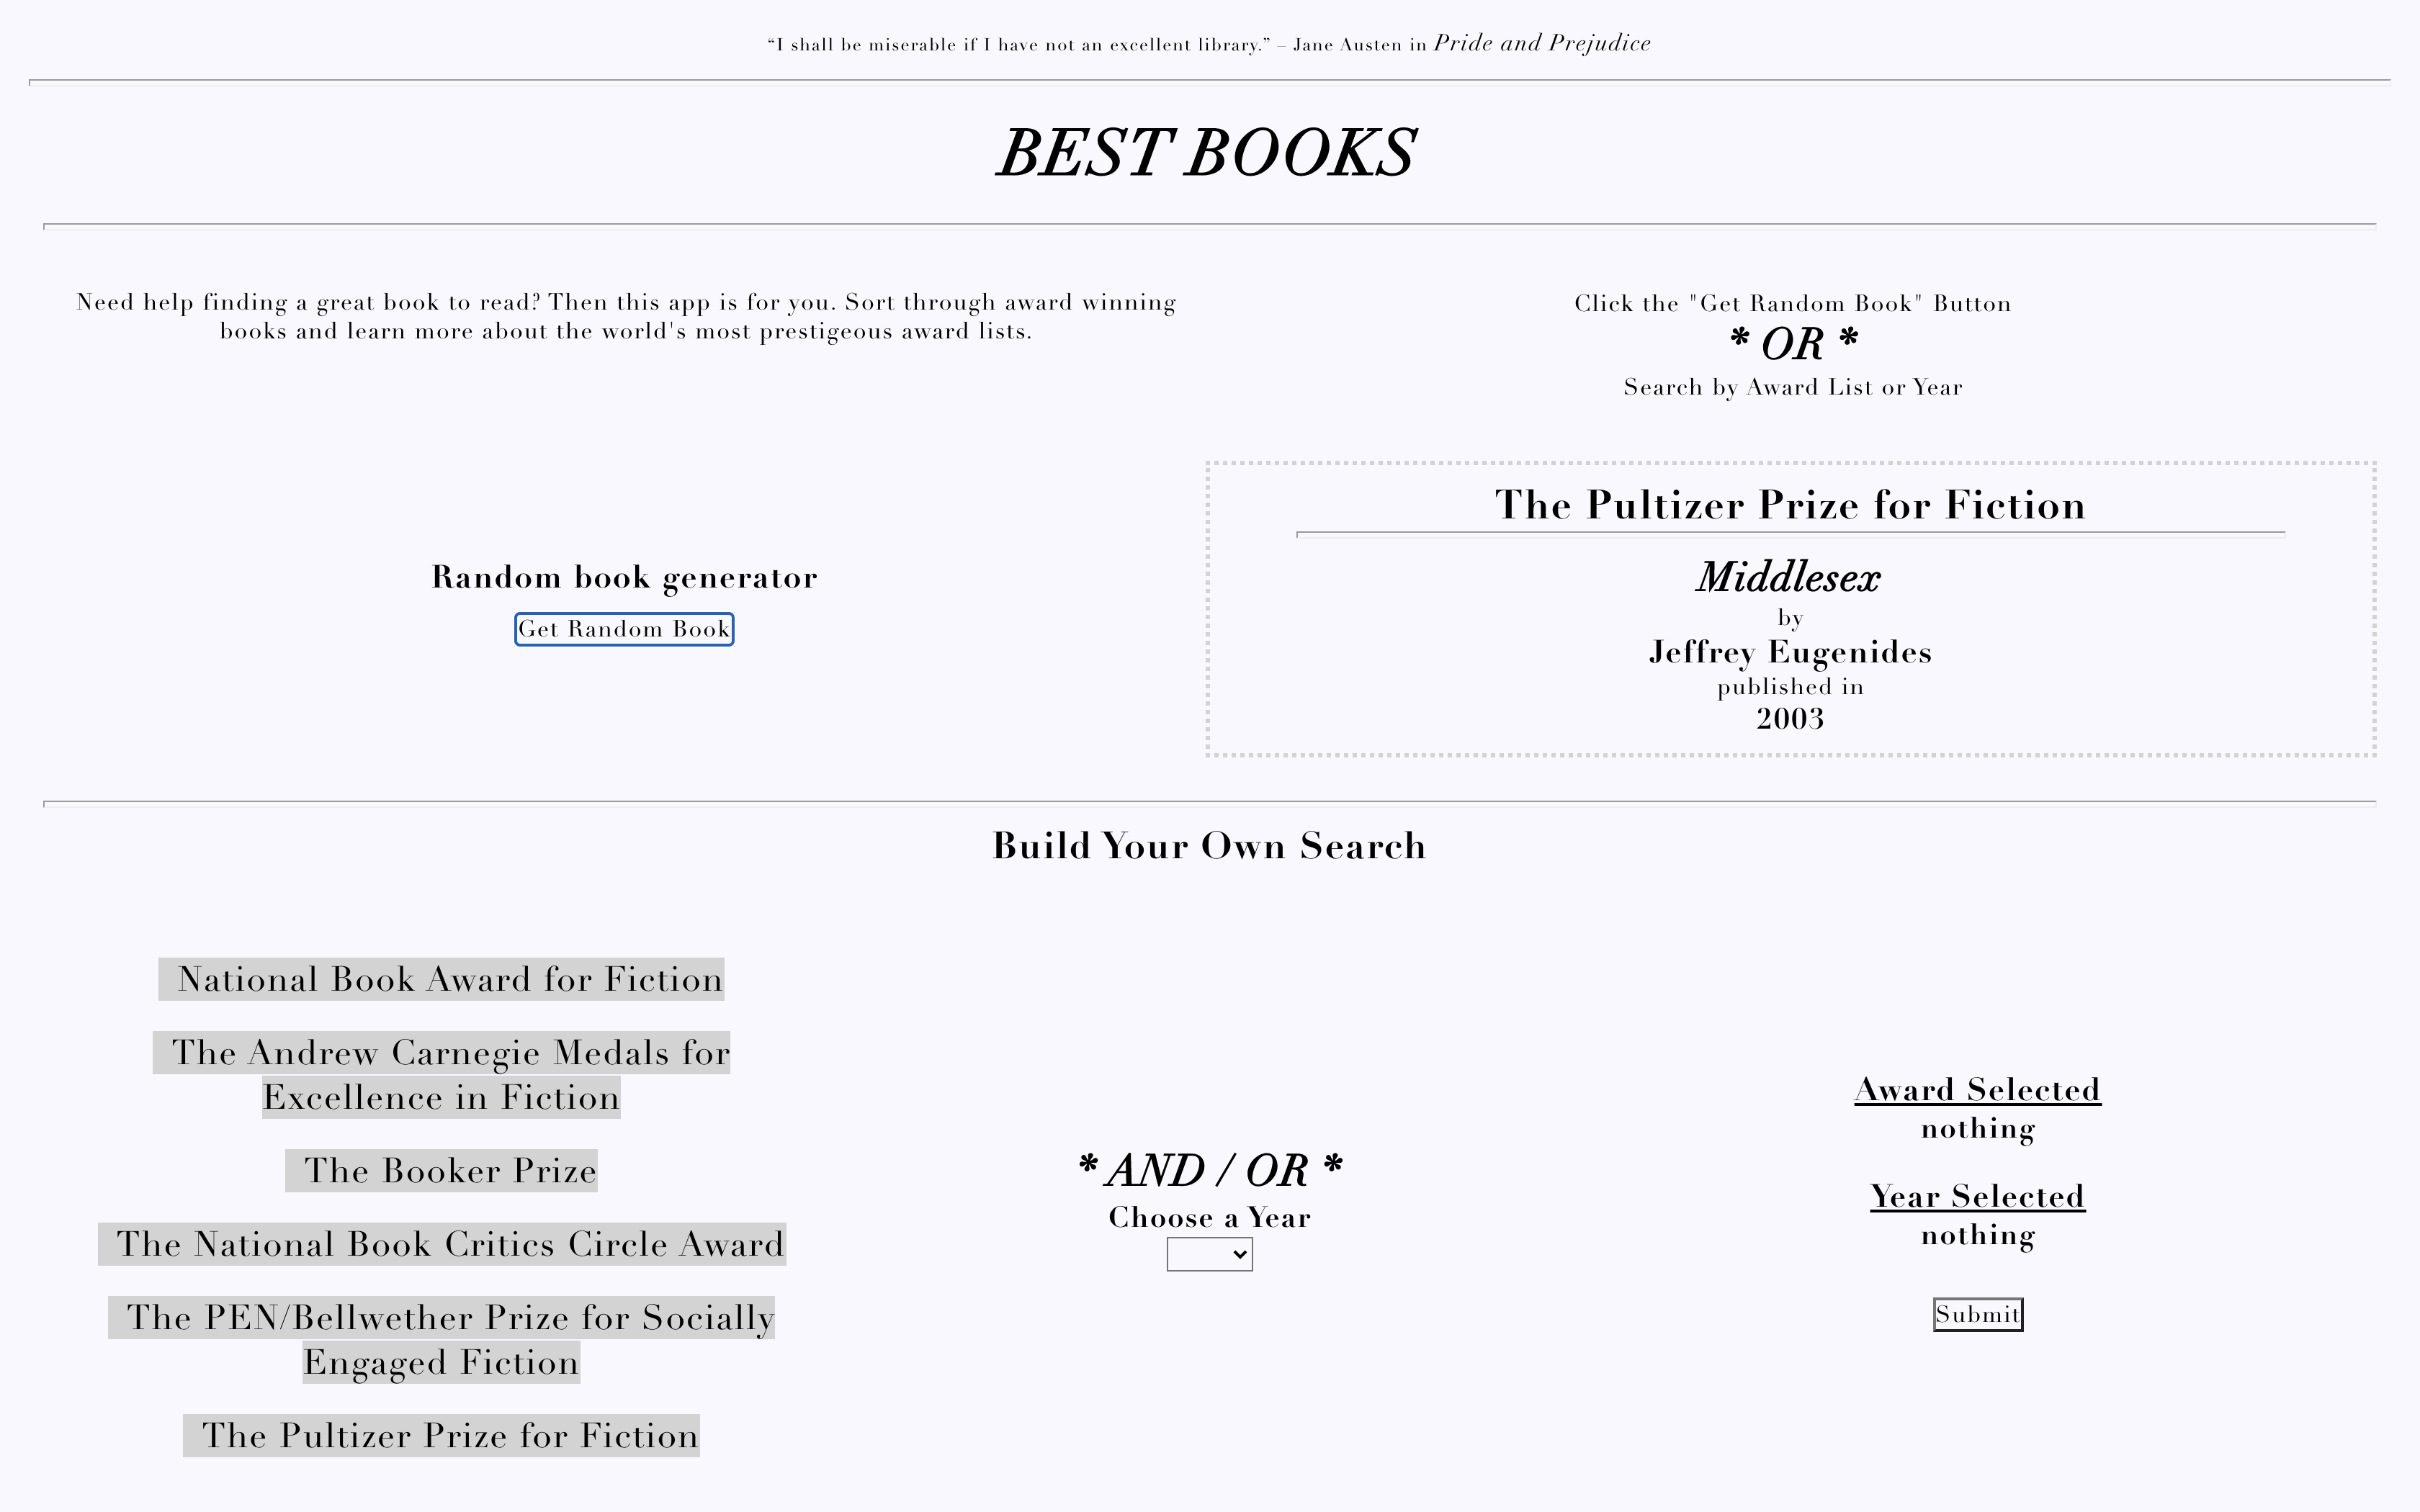 “I shall be miserable if I have not an excellent library.” – Jane Austen in Pride and Prejudice
BEST BOOKS
Need help finding a great book to read? Then this app is for you. Sort through award winning
books and learn more about the world's most prestigeous award lists.
Click the "Get Random Book" Button
* OR *
Search by Award List or Year
Random book generator
Get Random Book
The Pultizer Prize for Fiction
Middlesex
by
Jeffrey Eugenides
published in
2003
Build Your Own Search
National Book Award for Fiction
The Andrew Carnegie Medals for
Excellence in Fiction
The Booker Prize
The National Book Critics Circle Award
The PEN/Bellwether Prize for Socially
Engaged Fiction
The Pultizer Prize for Fiction
* AND / OR *
Choose a Year
Award Selected
nothing
Year Selected
nothing
Submit